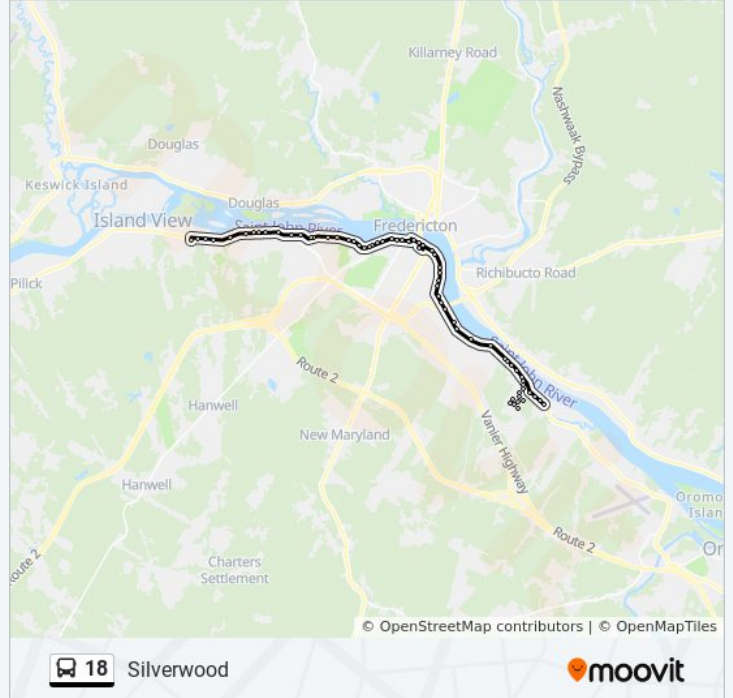 Killarney Road
Nashwaak Bypass
Douglas
Keswick Island
Douglas
Island View
Saint John River
Fredericton
Richibucto Road
Pilick
Saint John River
Route 2
Hanwell
New Maryland
Vanier Highway
Hanwell
Oromo
Islan
Route 2
Or
oute 2
Charters
Settlement
© OpenStreetMap contributors | © OpenMapTiles
18 Silverwood
moovit